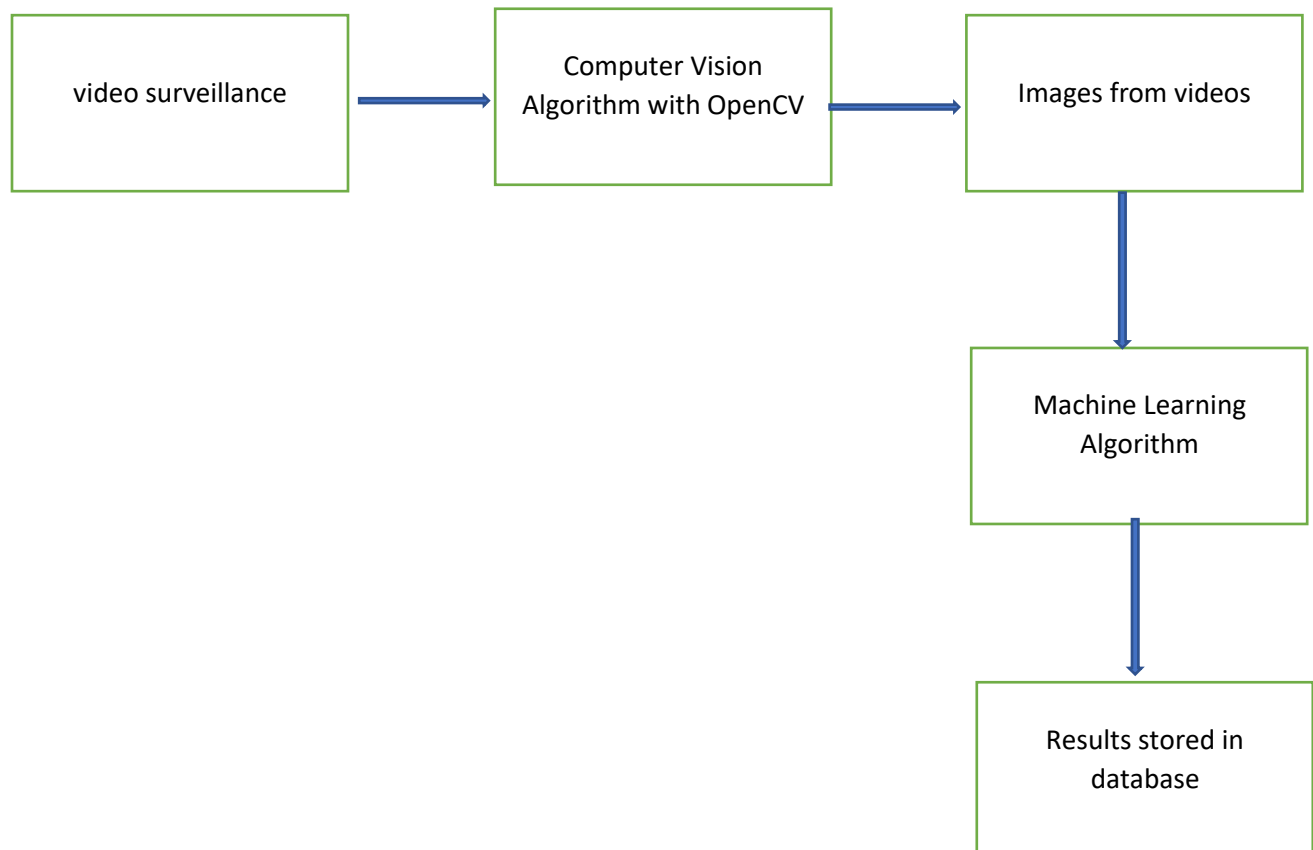 video surveillance
Computer Vision
Algorithm with OpenCV
Images from videos
Machine Learning
Algorithm
Results stored in
database